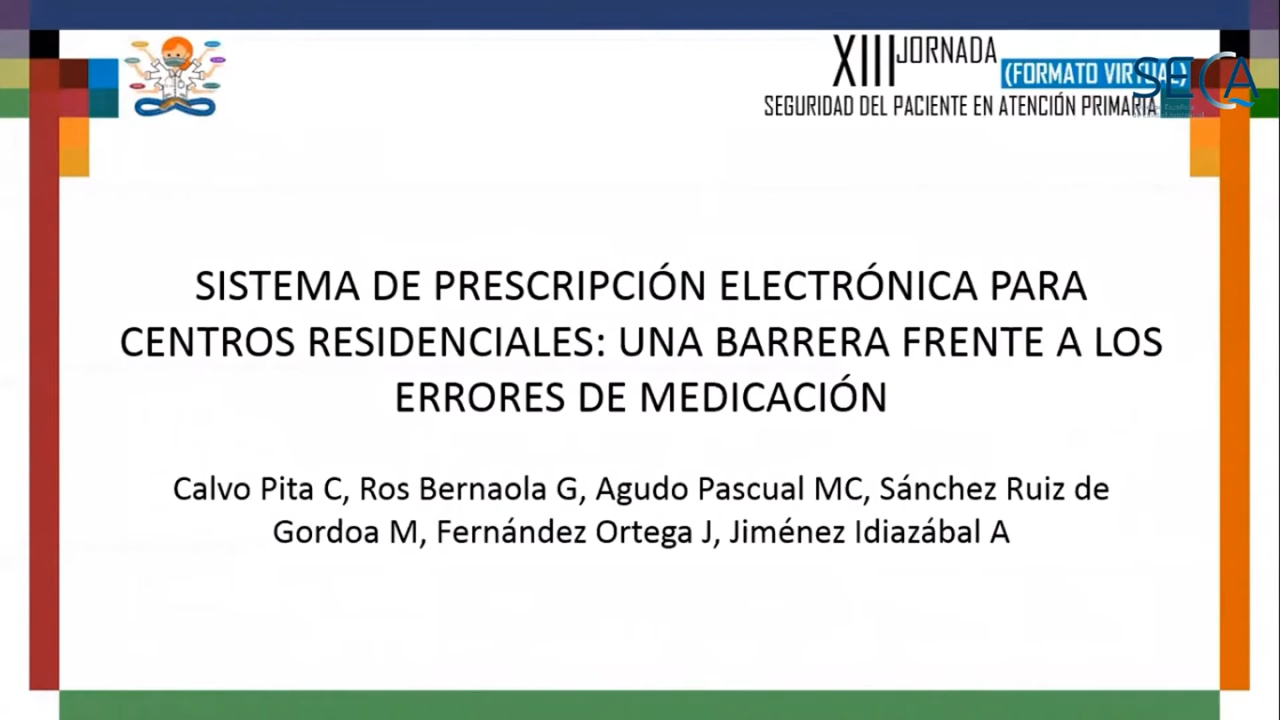 XIII JORNADA (FORMATO VIRTUAL)
SECA
SEGURIDAD DEL PACIENTE EN ATENCIÓN PRIMARIA
SISTEMA DE PRESCRIPCIÓN ELECTRÓNICA PARA
CENTROS RESIDENCIALES: UNA BARRERA FRENTE A LOS
ERRORES DE MEDICACIÓN
Calvo Pita C, Ros Bernaola G, Agudo Pascual MC, Sánchez Ruiz de
Gordoa M, Fernández Ortega J, Jiménez Idiazábal A